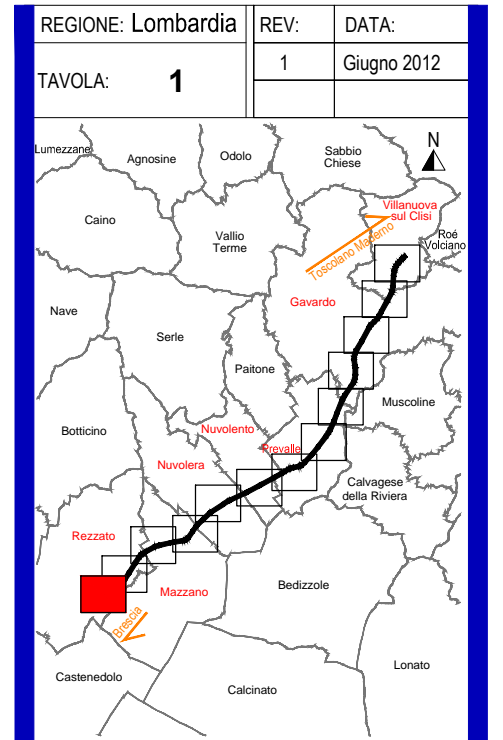 REGIONE: Lombardia
REV:
DATA:
TAVOLA: 1
1
Giugno 2012
Lumezzane
Agnosine
Odolo
Sabbio
Chiese
N
Caino
Vallio
Terme
Villanuova
sul Clisi
Roé
Volciano
Toscolano Maderno
Gavardo
Nave
Serle
Paitone
Muscoline
Botticino
Nuvolento
Prevalle
Nuvolera
Calvagese
della Riviera
Rezzato
Mazzano
Bedizzole
Brescia
Castenedolo
Calcinato
Lonato